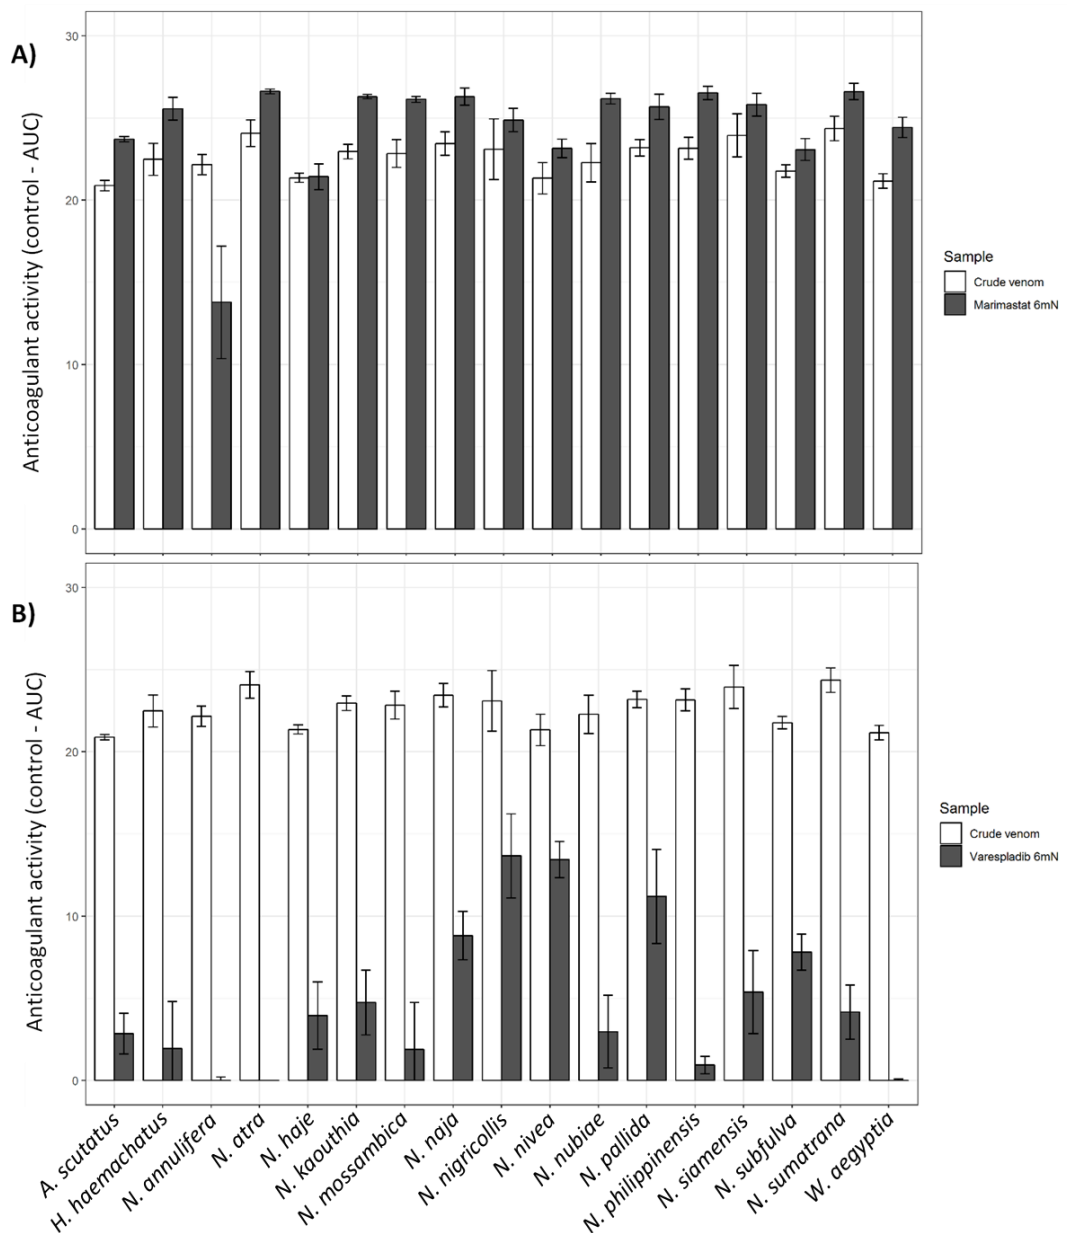 A)
Anticoagulant activity (control - AUC)
30
20
10
0
Sample
Crude venom
Marimastat 6mN
B)
Anticoagulant activity (control - AUC)
30
20
10
0
Sample
Crude venom
Varespladib 6mN
A. scutatus
H. haemachatus
N. annulifera
N. atra
N. haje
N. kaouthia
N. mossambica
N. naja
N. nigricollis
N. nivea
N. nubiae
N. pallida
N. philippinensis
N. siamensis
N. subfulva
N. sumatrana
W. aegyptia